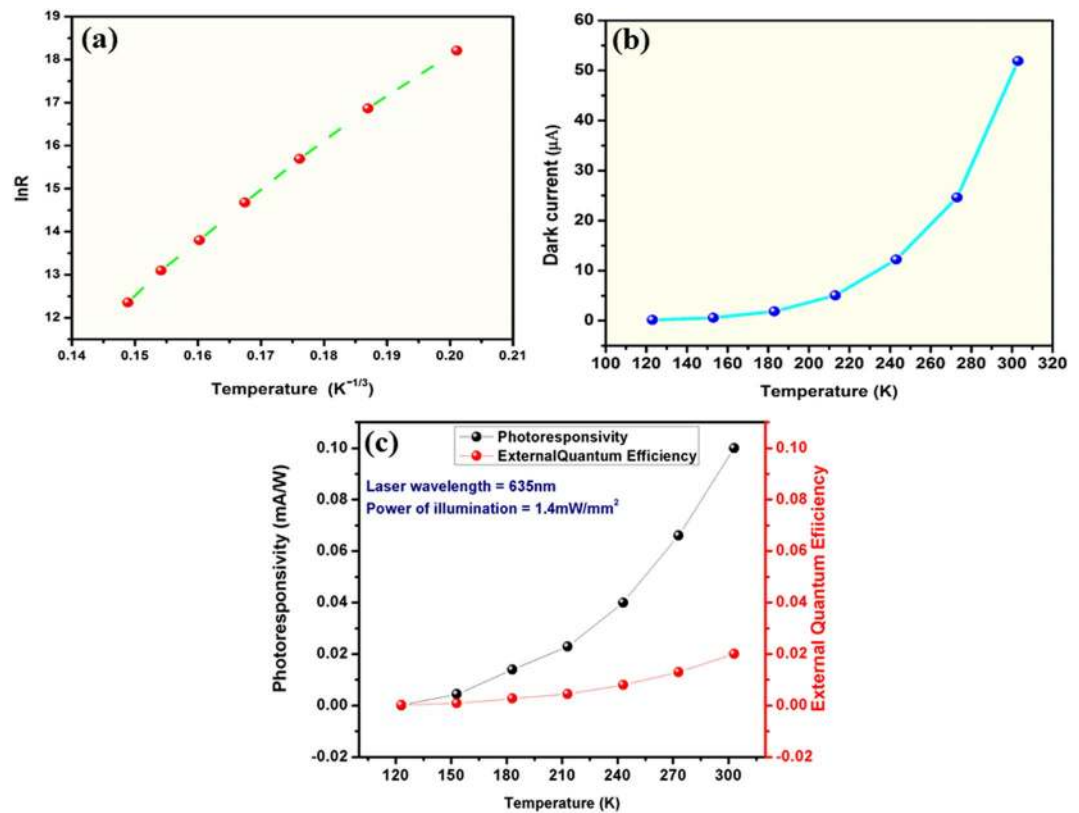 (a)
19
18
17
16
15
14
13
12
lnR
0.14 0.15 0.16 0.17 0.18 0.19 0.20 0.21
Temperature (K⁻¹/³)
(b)
60
50
40
30
20
10
0
Dark current (μA)
100 120 140 160 180 200 220 240 260 280 300 320
Temperature (K)
(c)
Photoresponsivity
ExternalQuantum Efficiency
Laser wavelength = 635nm
Power of illumination = 1.4mW/mm²
0.10
0.08
0.06
0.04
0.02
0.00
-0.02
Photoresponsivity (mA/W)
0.10
0.08
0.06
0.04
0.02
0.00
-0.02
External Quantum Efiiciency
120 150 180 210 240 270 300
Temperature (K)